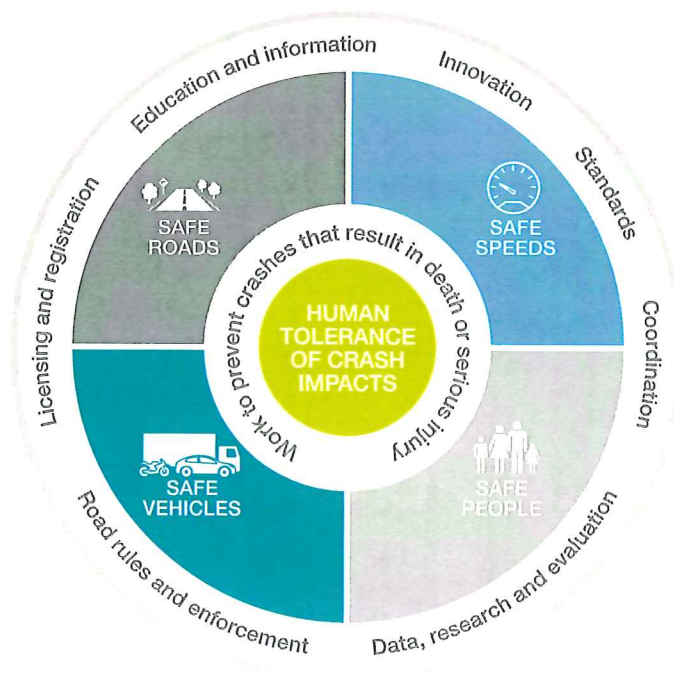 Education and information
Innovation
Standards
Coordination
Data, research and evaluation
Road rules and enforcement
Licensing and registration
SAFE
ROADS
SAFE
SPEEDS
SAFE
VEHICLES
SAFE
PEOPLE
Work to prevent crashes that result in death or serious injury
HUMAN
TOLERANCE
OF CRASH
IMPACTS